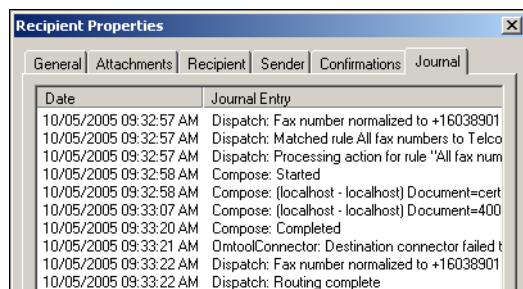 Recipient Properties
General Attachments Recipient Sender Confirmations Journal
Date Journal Entry
10/05/2005 09:32:57 AM Dispatch: Fax number normalized to +16038901
10/05/2005 09:32:57 AM Dispatch: Matched rule All fax numbers to Telco
10/05/2005 09:32:57 AM Dispatch: Processing action for rule "All fax num
10/05/2005 09:32:58 AM Compose: Started
10/05/2005 09:32:58 AM Compose: (localhost - localhost) Document=cert
10/05/2005 09:33:07 AM Compose: (localhost - localhost) Document=400
10/05/2005 09:33:20 AM Compose: Completed
10/05/2005 09:33:21 AM OmtoolConnector: Destination connector failed t
10/05/2005 09:33:22 AM Dispatch: Fax number normalized to +16038901
10/05/2005 09:33:22 AM Dispatch: Routing complete